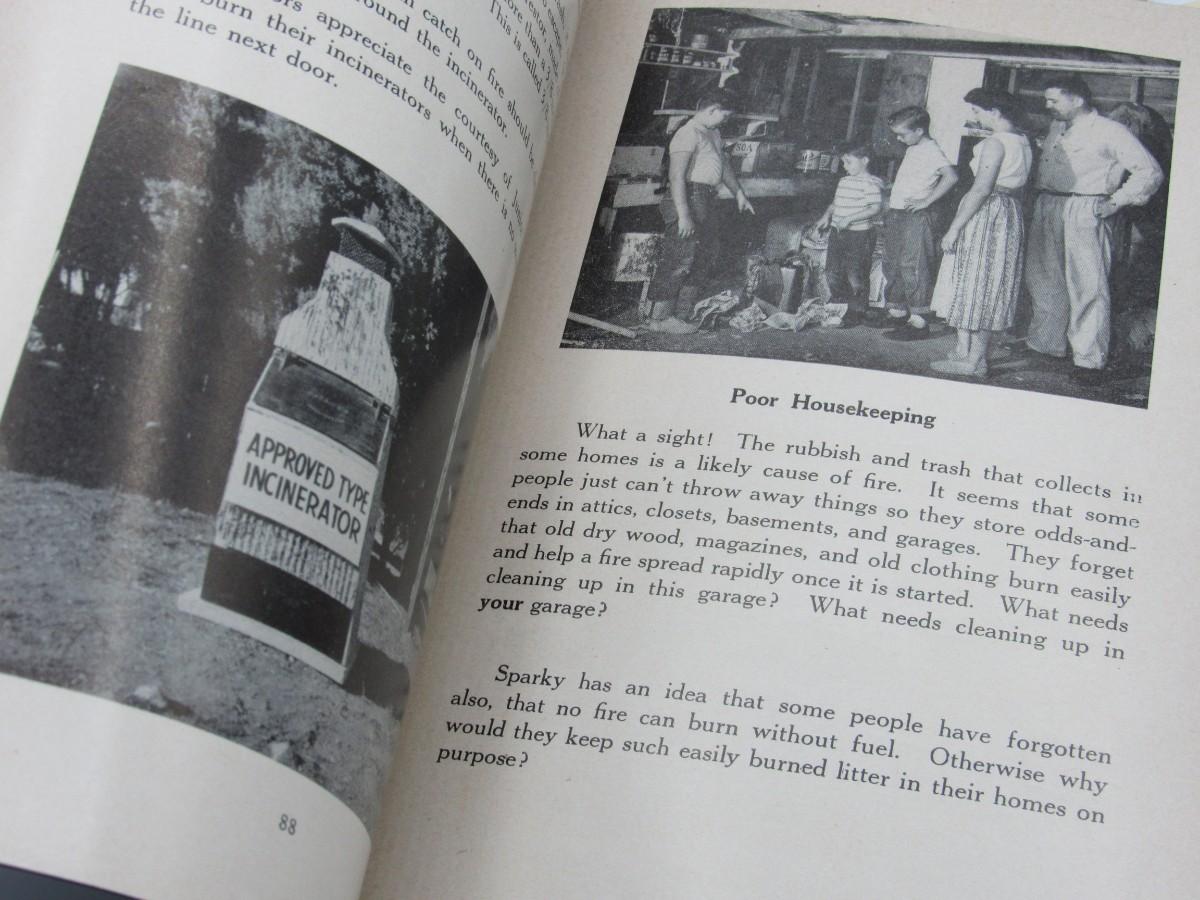 more than a
This is called
catch on fire should be
the incinerator.
appreciate the courtesy of
burn their incinerators when there is no
the line next door.
APPROVED TYPE
INCINERATOR
88
Poor Housekeeping
What a sight! The rubbish and trash that collects in
some homes is a likely cause of fire. It seems that some
people just can't throw away things so they store odds-and-
ends in attics, closets, basements, and garages. They forget
that old dry wood, magazines, and old clothing burn easily
and help a fire spread rapidly once it is started. What needs
cleaning up in this garage? What needs cleaning up in
your garage?
Sparky has an idea that some people have forgotten
also, that no fire can burn without fuel. Otherwise why
would they keep such easily burned litter in their homes on
purpose?